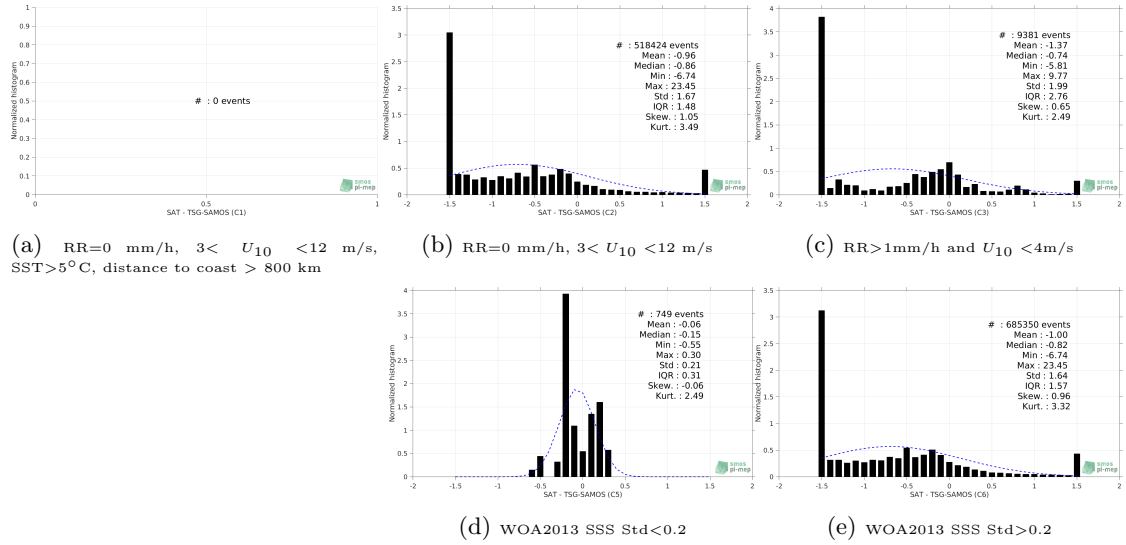 1
0.9
0.8
0.7
0.6
0.5
0.4
0.3
0.2
0.1
0
0
0.5
1
Normalized histogram
# : 0 events
smos
pi-mep
SAT - TSG-SAMOS (C1)
(a) RR=0 mm/h, 3< U10 <12 m/s,
SST>5°C, distance to coast > 800 km
3.5
3
2.5
2
1.5
1
0.5
0
-2
-1.5
-1
-0.5
0
0.5
1
1.5
2
Normalized histogram
# : 518424 events
Mean : -0.96
Median : -0.86
Min : -6.74
Max : 23.45
Std : 1.67
IQR : 1.48
Skew. : 1.05
Kurt. : 3.49
smos
pi-mep
SAT - TSG-SAMOS (C2)
(b) RR=0 mm/h, 3< U10 <12 m/s
4
3.5
3
2.5
2
1.5
1
0.5
0
-2
-1.5
-1
-0.5
0
0.5
1
1.5
2
Normalized histogram
# : 9381 events
Mean : -1.37
Median : -0.74
Min : -5.81
Max : 9.77
Std : 1.99
IQR : 2.76
Skew. : 0.65
Kurt. : 2.49
smos
pi-mep
SAT - TSG-SAMOS (C3)
(c) RR>1mm/h and U10 <4m/s
4
3.5
3
2.5
2
1.5
1
0.5
0
-2
-1.5
-1
-0.5
0
0.5
1
1.5
2
Normalized histogram
# : 749 events
Mean : -0.06
Median : -0.15
Min : -0.55
Max : 0.30
Std : 0.21
IQR : 0.31
Skew. : -0.06
Kurt. : 2.49
smos
pi-mep
SAT - TSG-SAMOS (C5)
(d) WOA2013 SSS Std<0.2
3.5
3
2.5
2
1.5
1
0.5
0
-2
-1.5
-1
-0.5
0
0.5
1
1.5
2
Normalized histogram
# : 685350 events
Mean : -1.00
Median : -0.82
Min : -6.74
Max : 23.45
Std : 1.64
IQR : 1.57
Skew. : 0.96
Kurt. : 3.32
smos
pi-mep
SAT - TSG-SAMOS (C6)
(e) WOA2013 SSS Std>0.2